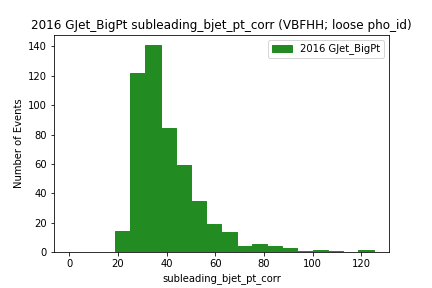 2016 GJet_BigPt subleading_bjet_pt_corr (VBFHH; loose pho_id)
2016 GJet_BigPt
Number of Events
140
120
100
80
60
40
20
0
0 20 40 60 80 100 120
subleading_bjet_pt_corr